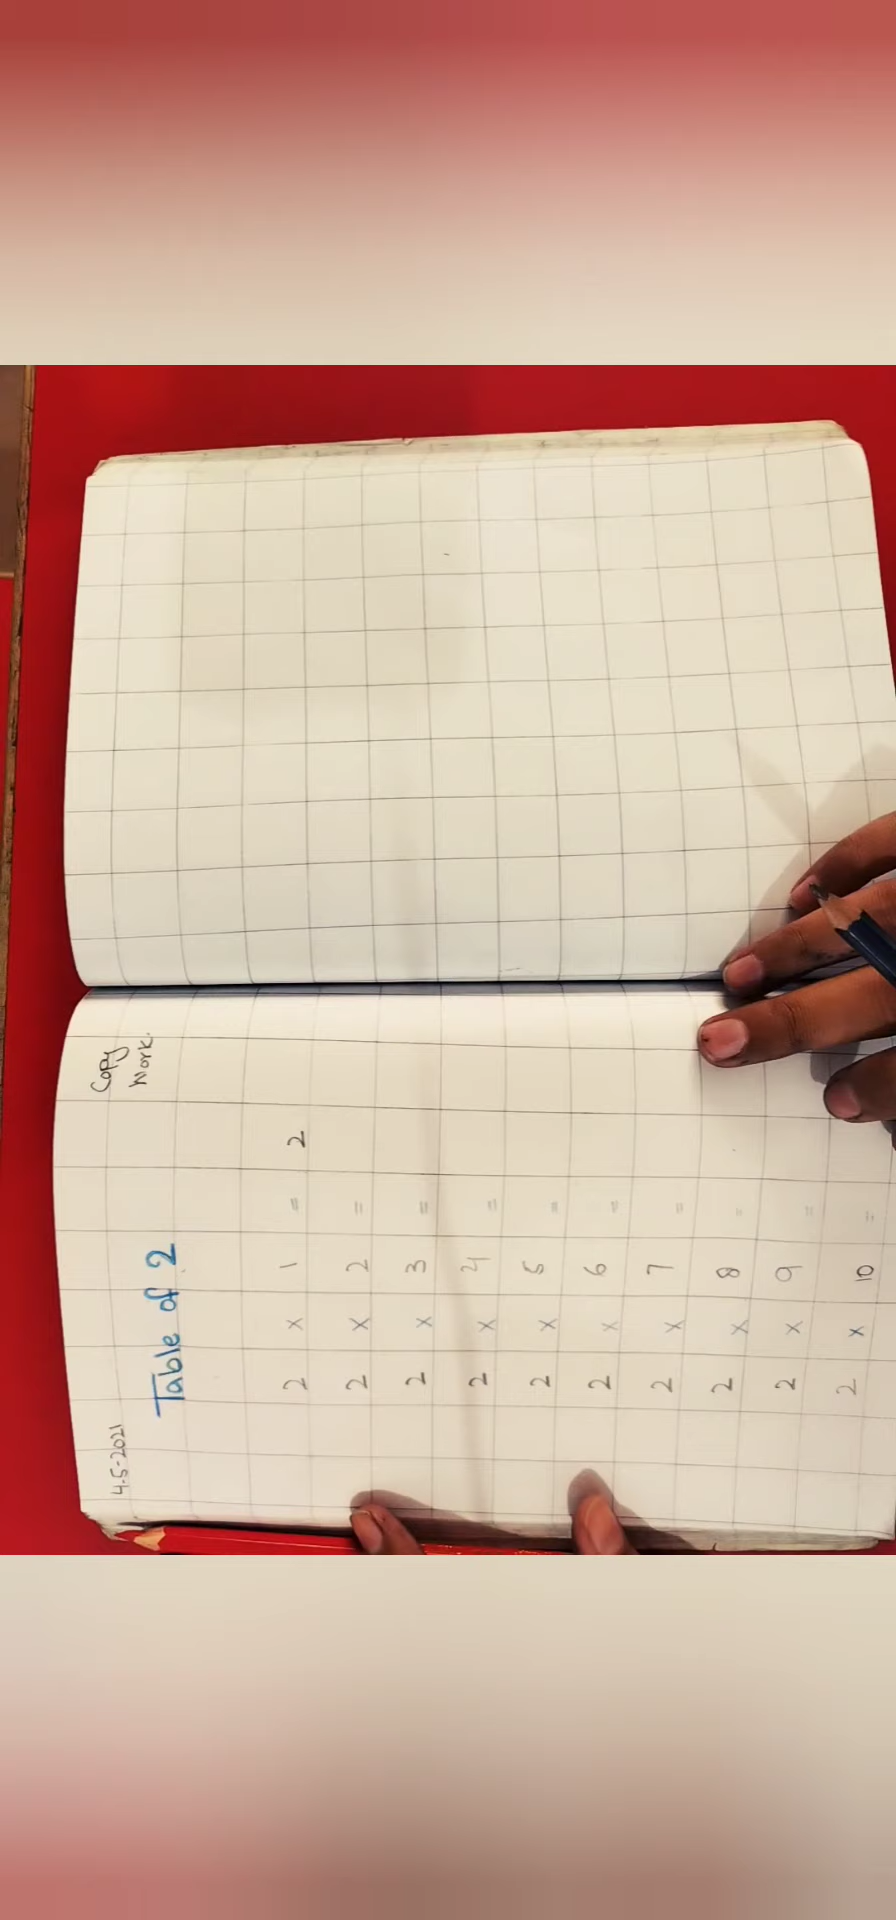 4-5-2021
Copy
Work.
Table of 2
2 x 1 = 2
2 x 2 =
2 x 3 =
2 x 4 =
2 x 5 =
2 x 6 =
2 x 7 =
2 x 8 =
2 x 9 =
2 x 10 =